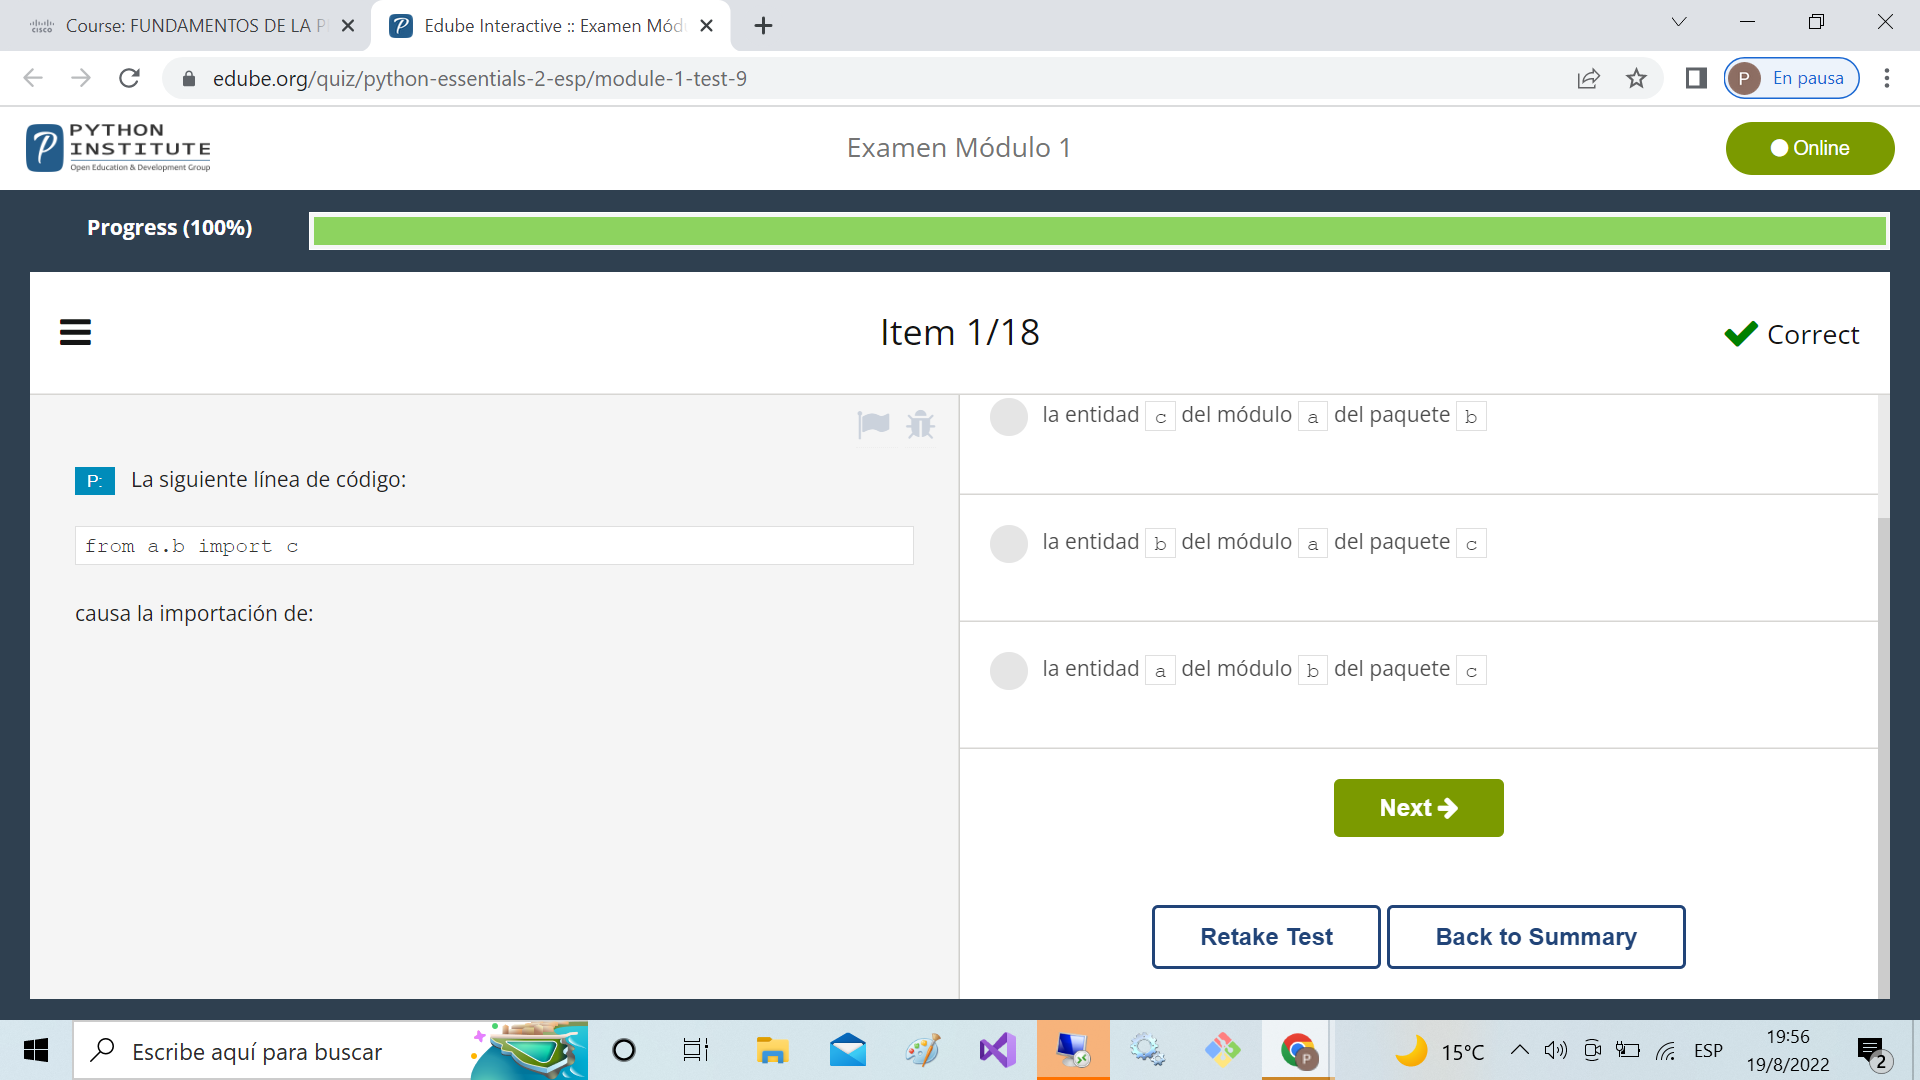 Course: FUNDAMENTOS DE LA P
Edube Interactive :: Examen Mód
edube.org/quiz/python-essentials-2-esp/module-1-test-9
P
En pausa
PYTHON
INSTITUTE
Open Education & Development Group
Examen Módulo 1
Online
Progress (100%)
Item 1/18
Correct
P: La siguiente línea de código:
from a.b import c
causa la importación de:
la entidad c del módulo a del paquete b
la entidad b del módulo a del paquete c
la entidad a del módulo b del paquete c
Next
Retake Test
Back to Summary
Escribe aquí para buscar
P
15°C
ESP
19:56
19/8/2022
2